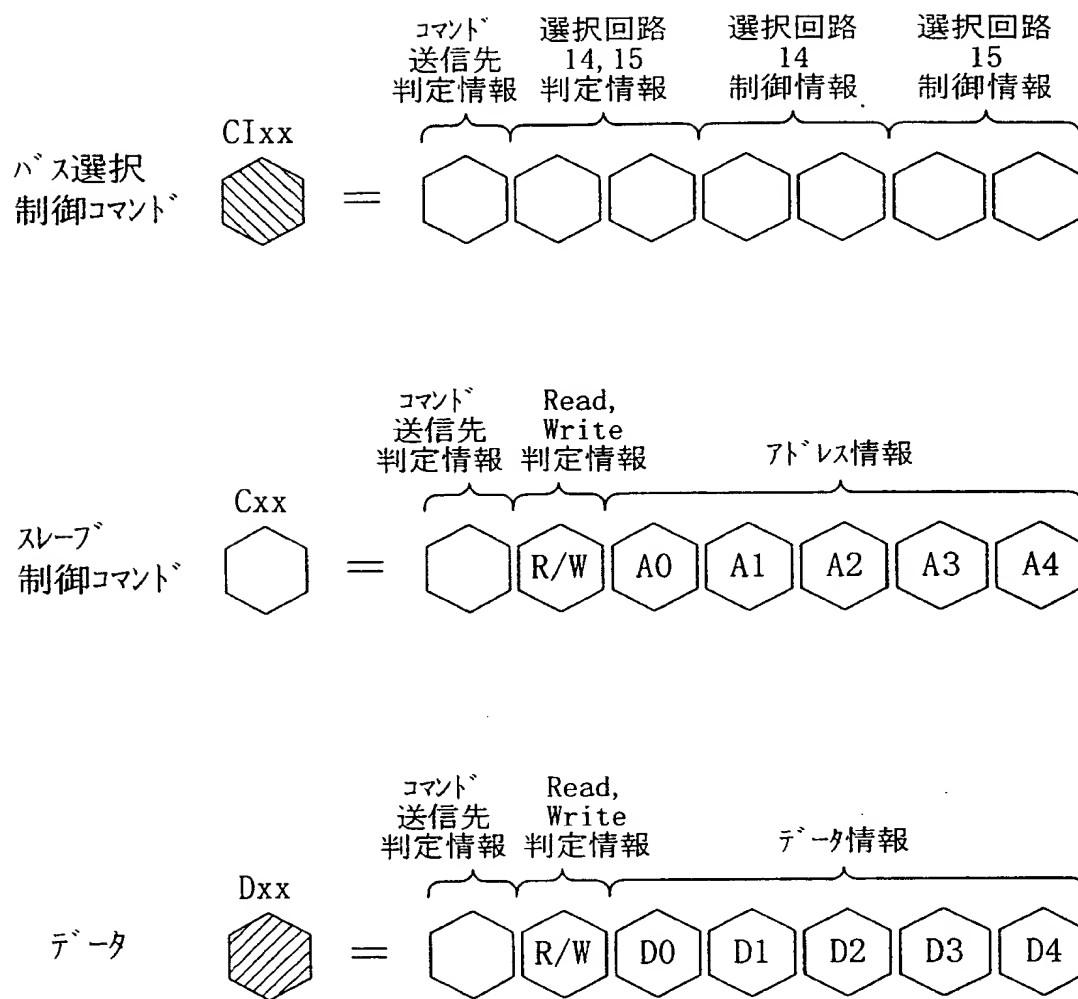 コマンド
送信先
判定情報
選択回路
14, 15
判定情報
選択回路
14
制御情報
選択回路
15
制御情報
バス選択
制御コマンド
CIxx
=
コマンド
送信先
判定情報
Read,
Write
判定情報
アドレス情報
スレーブ
制御コマンド
Cxx
=
R/W
A0
A1
A2
A3
A4
コマンド
送信先
判定情報
Read,
Write
判定情報
データ情報
データ
Dxx
=
R/W
D0
D1
D2
D3
D4